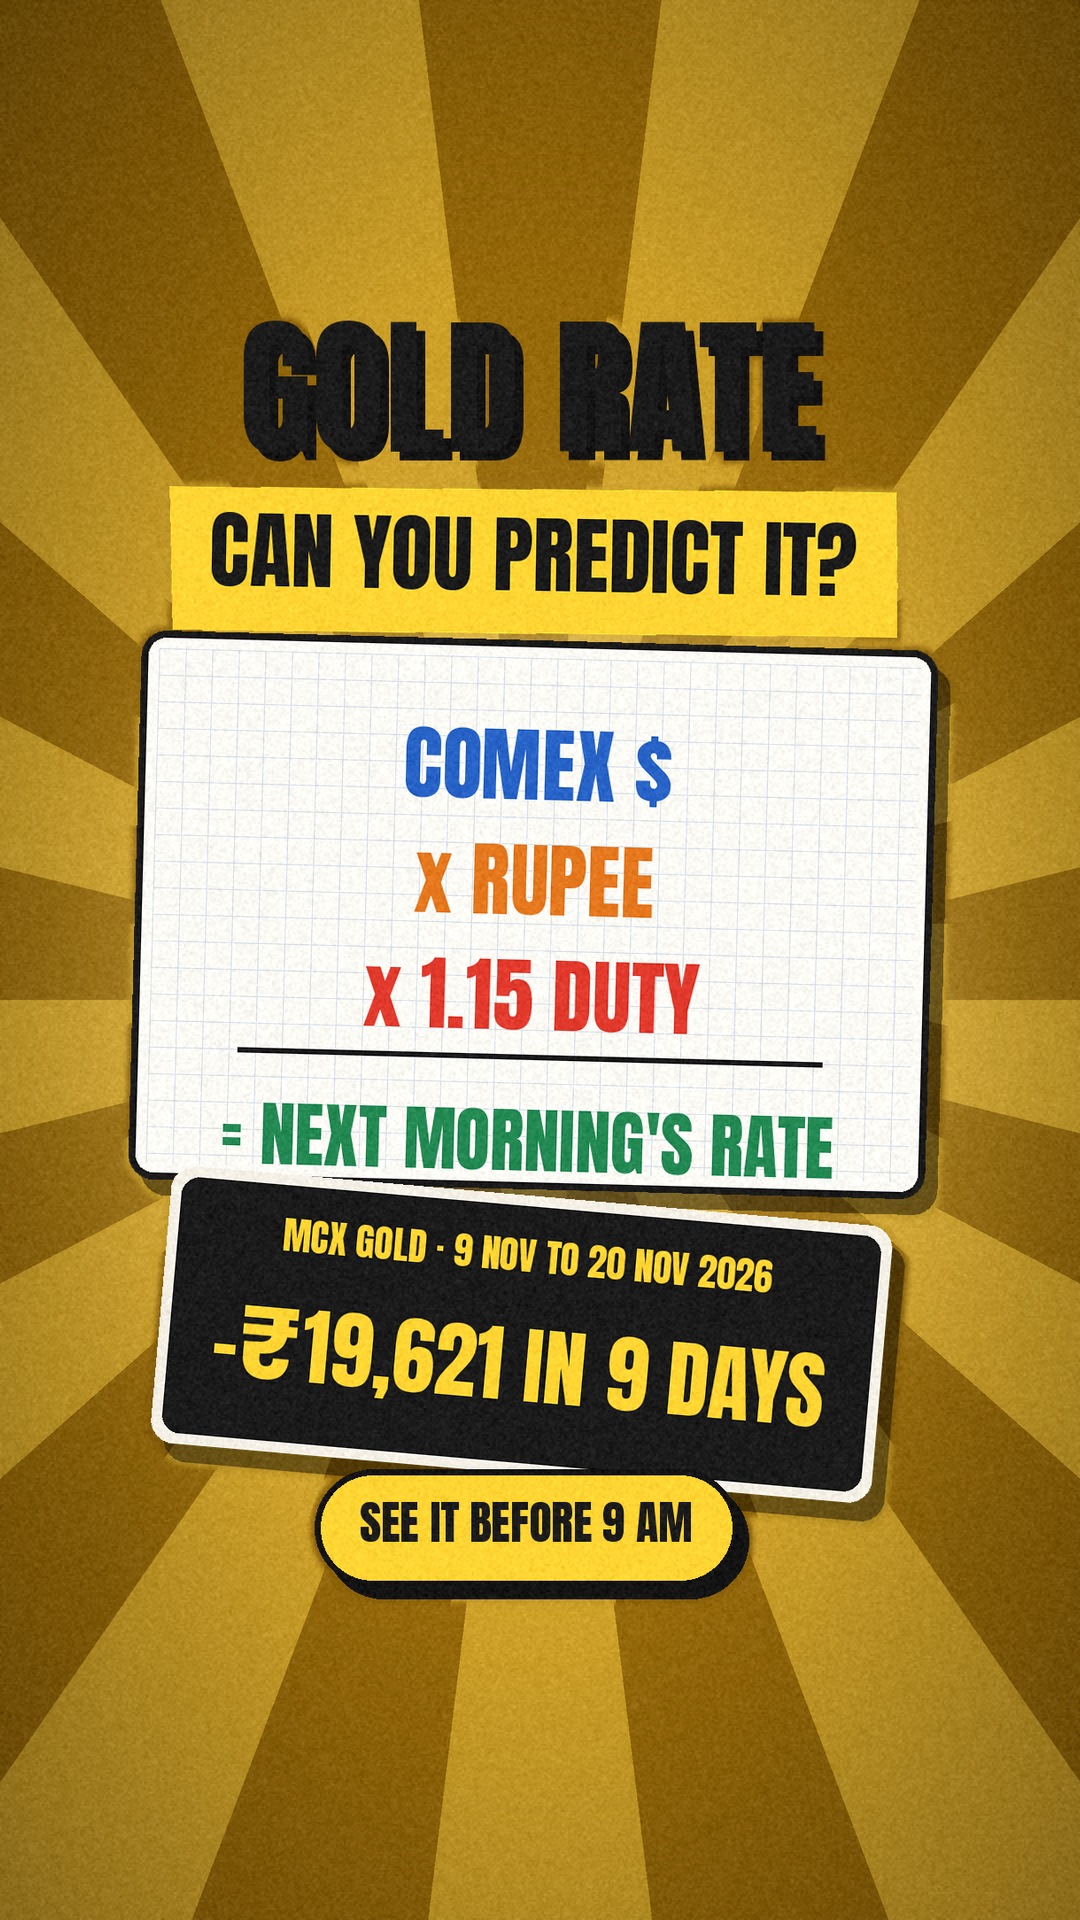 GOLD RATE
CAN YOU PREDICT IT?
COMEX $
x RUPEE
x 1.15 DUTY
= NEXT MORNING'S RATE
MCX GOLD · 9 NOV TO 20 NOV 2026
-₹19,621 IN 9 DAYS
SEE IT BEFORE 9 AM